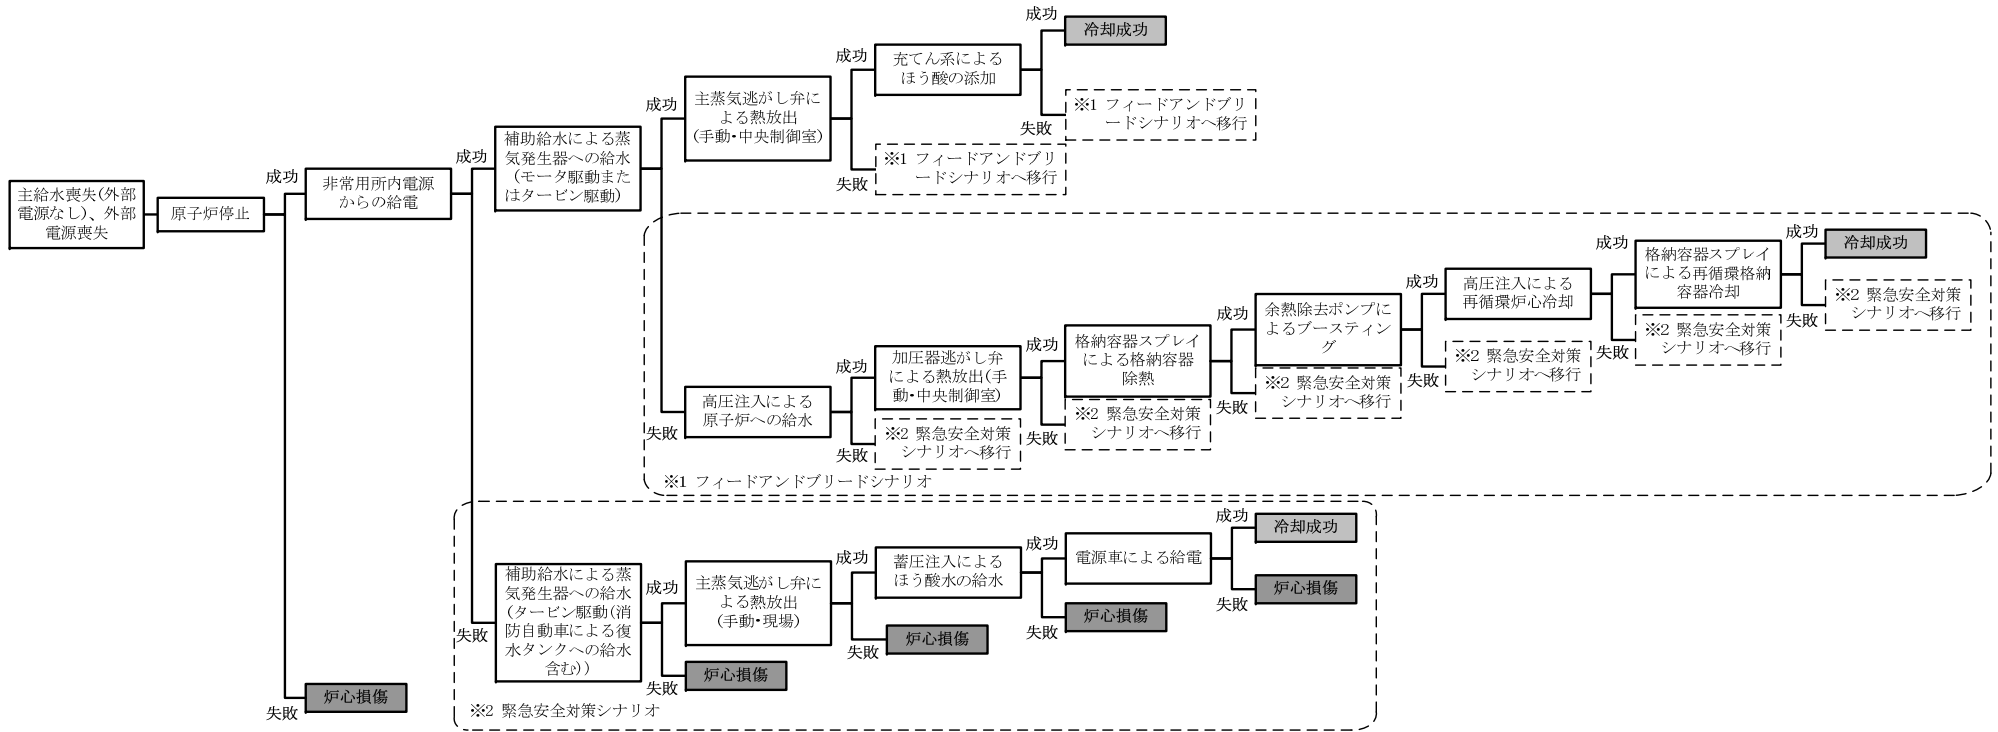 主給水喪失(外部
電源なし)、外部
電源喪失
原子炉停止
成功
非常用所内電源
からの給電
成功
補助給水による蒸
気発生器への給水
(モータ駆動また
はタービン駆動)
成功
主蒸気逃がし弁に
よる熱放出
(手動・中央制御室)
成功
充てん系による
ほう酸の添加
成功
冷却成功
失敗
※1 フィードアンドブリ
ードシナリオへ移行
失敗
※1 フィードアンドブリ
ードシナリオへ移行
失敗
高圧注入による
原子炉への給水
成功
加圧器逃がし弁
による熱放出(手
動・中央制御室)
成功
格納容器スプレイ
による格納容器
除熱
成功
余熱除去ポンプに
よるブースティン
グ
成功
高圧注入による
再循環炉心冷却
成功
格納容器スプレイ
による再循環格納
容器冷却
成功
冷却成功
失敗
※2 緊急安全対策
シナリオへ移行
失敗
※2 緊急安全対策
シナリオへ移行
失敗
※2 緊急安全対策
シナリオへ移行
失敗
※2 緊急安全対策
シナリオへ移行
失敗
※2 緊急安全対策
シナリオへ移行
失敗
※2 緊急安全対策
シナリオへ移行
※1 フィードアンドブリードシナリオ
失敗
補助給水による蒸
気発生器への給水
(タービン駆動(消
防自動車による復
水タンクへの給水
含む))
成功
主蒸気逃がし弁に
よる熱放出
(手動・現場)
成功
蓄圧注入による
ほう酸水の給水
成功
電源車による給電
成功
冷却成功
失敗
炉心損傷
失敗
炉心損傷
失敗
炉心損傷
失敗
炉心損傷
※2 緊急安全対策シナリオ
失敗
炉心損傷